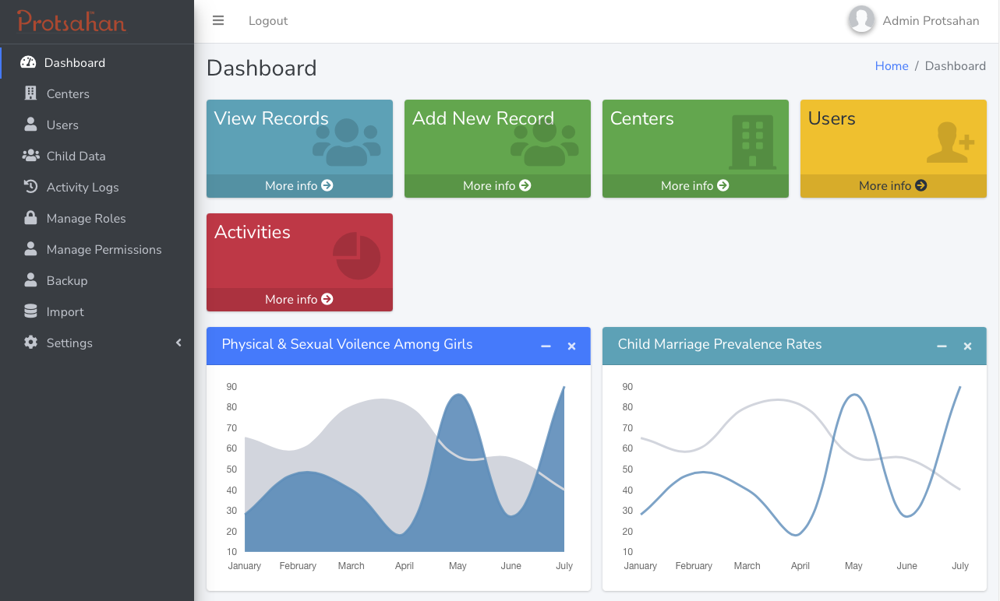 Protsahan
Logout
Admin Protsahan
Dashboard
Centers
Users
Child Data
Activity Logs
Manage Roles
Manage Permissions
Backup
Import
Settings
Dashboard
Home / Dashboard
View Records
More info
Add New Record
More info
Centers
More info
Users
More info
Activities
More info
Physical & Sexual Voilence Among Girls
90
80
70
60
50
40
30
20
10
January February March April May June July
Child Marriage Prevalence Rates
90
80
70
60
50
40
30
20
10
January February March April May June July